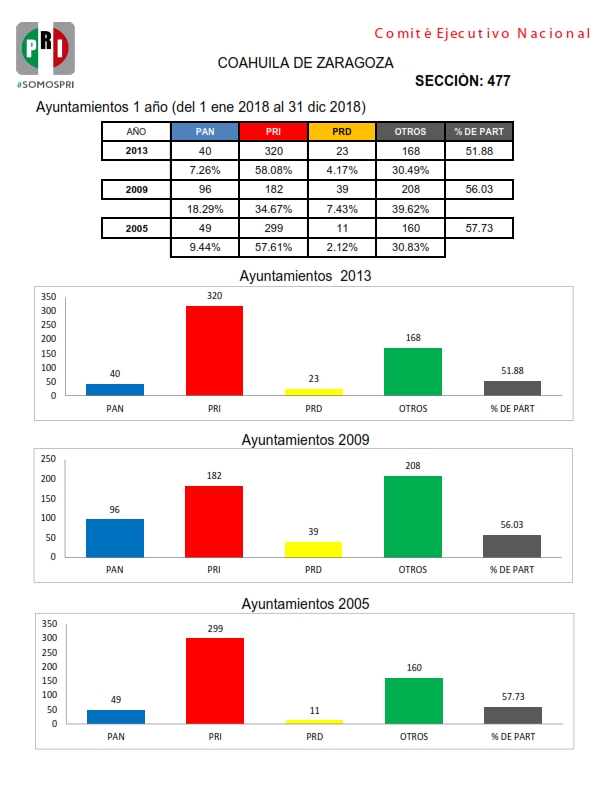 Comité Ejecutivo Nacional
PRI
#SOMOSPRI
COAHUILA DE ZARAGOZA
SECCIÓN: 477
Ayuntamientos 1 año (del 1 ene 2018 al 31 dic 2018)
AÑO PAN PRI PRD OTROS % DE PART
2013 40 320 23 168 51.88
7.26% 58.08% 4.17% 30.49%
2009 96 182 39 208 56.03
18.29% 34.67% 7.43% 39.62%
2005 49 299 11 160 57.73
9.44% 57.61% 2.12% 30.83%
Ayuntamientos 2013
350
300
250
200
150
100
50
0
40 320 23 168 51.88
PAN PRI PRD OTROS % DE PART
Ayuntamientos 2009
250
200
150
100
50
0
96 182 39 208 56.03
PAN PRI PRD OTROS % DE PART
Ayuntamientos 2005
350
300
250
200
150
100
50
0
49 299 11 160 57.73
PAN PRI PRD OTROS % DE PART